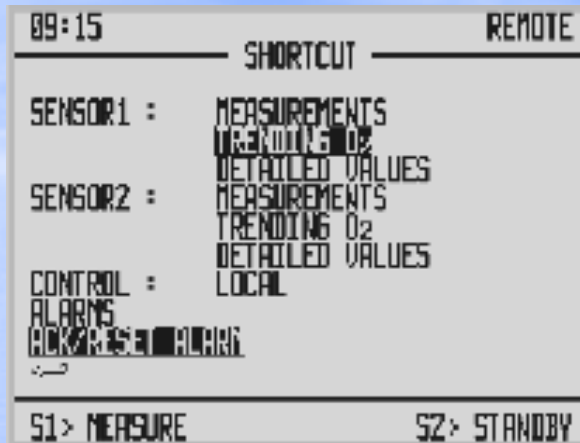 09:15 REMOTE
SHORTCUT
SENSOR1 : MEASUREMENTS
TRENDING O2
DETAILED VALUES
SENSOR2 : MEASUREMENTS
TRENDING O2
DETAILED VALUES
CONTROL : LOCAL
ALARMS
ACK/RESET ALARM
S1> MEASURE S2> STANDBY